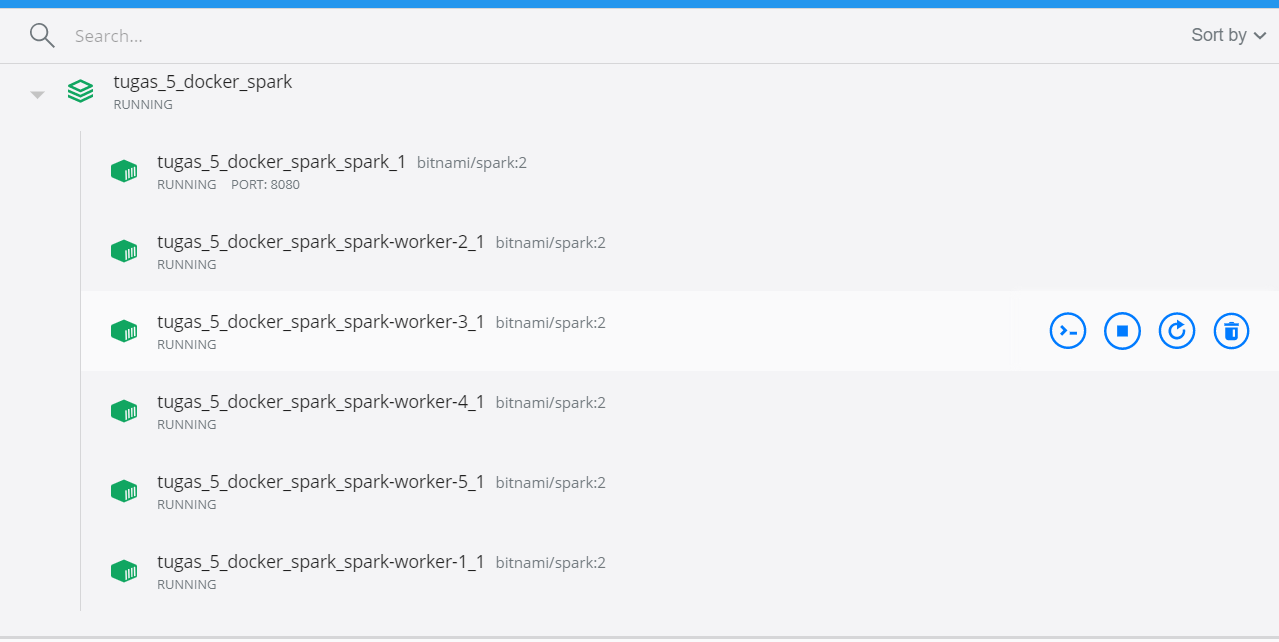 Search...
Sort by
tugas_5_docker_spark
RUNNING
tugas_5_docker_spark_spark_1 bitnami/spark:2
RUNNING PORT: 8080
tugas_5_docker_spark_spark-worker-2_1 bitnami/spark:2
RUNNING
tugas_5_docker_spark_spark-worker-3_1 bitnami/spark:2
RUNNING
tugas_5_docker_spark_spark-worker-4_1 bitnami/spark:2
RUNNING
tugas_5_docker_spark_spark-worker-5_1 bitnami/spark:2
RUNNING
tugas_5_docker_spark_spark-worker-1_1 bitnami/spark:2
RUNNING